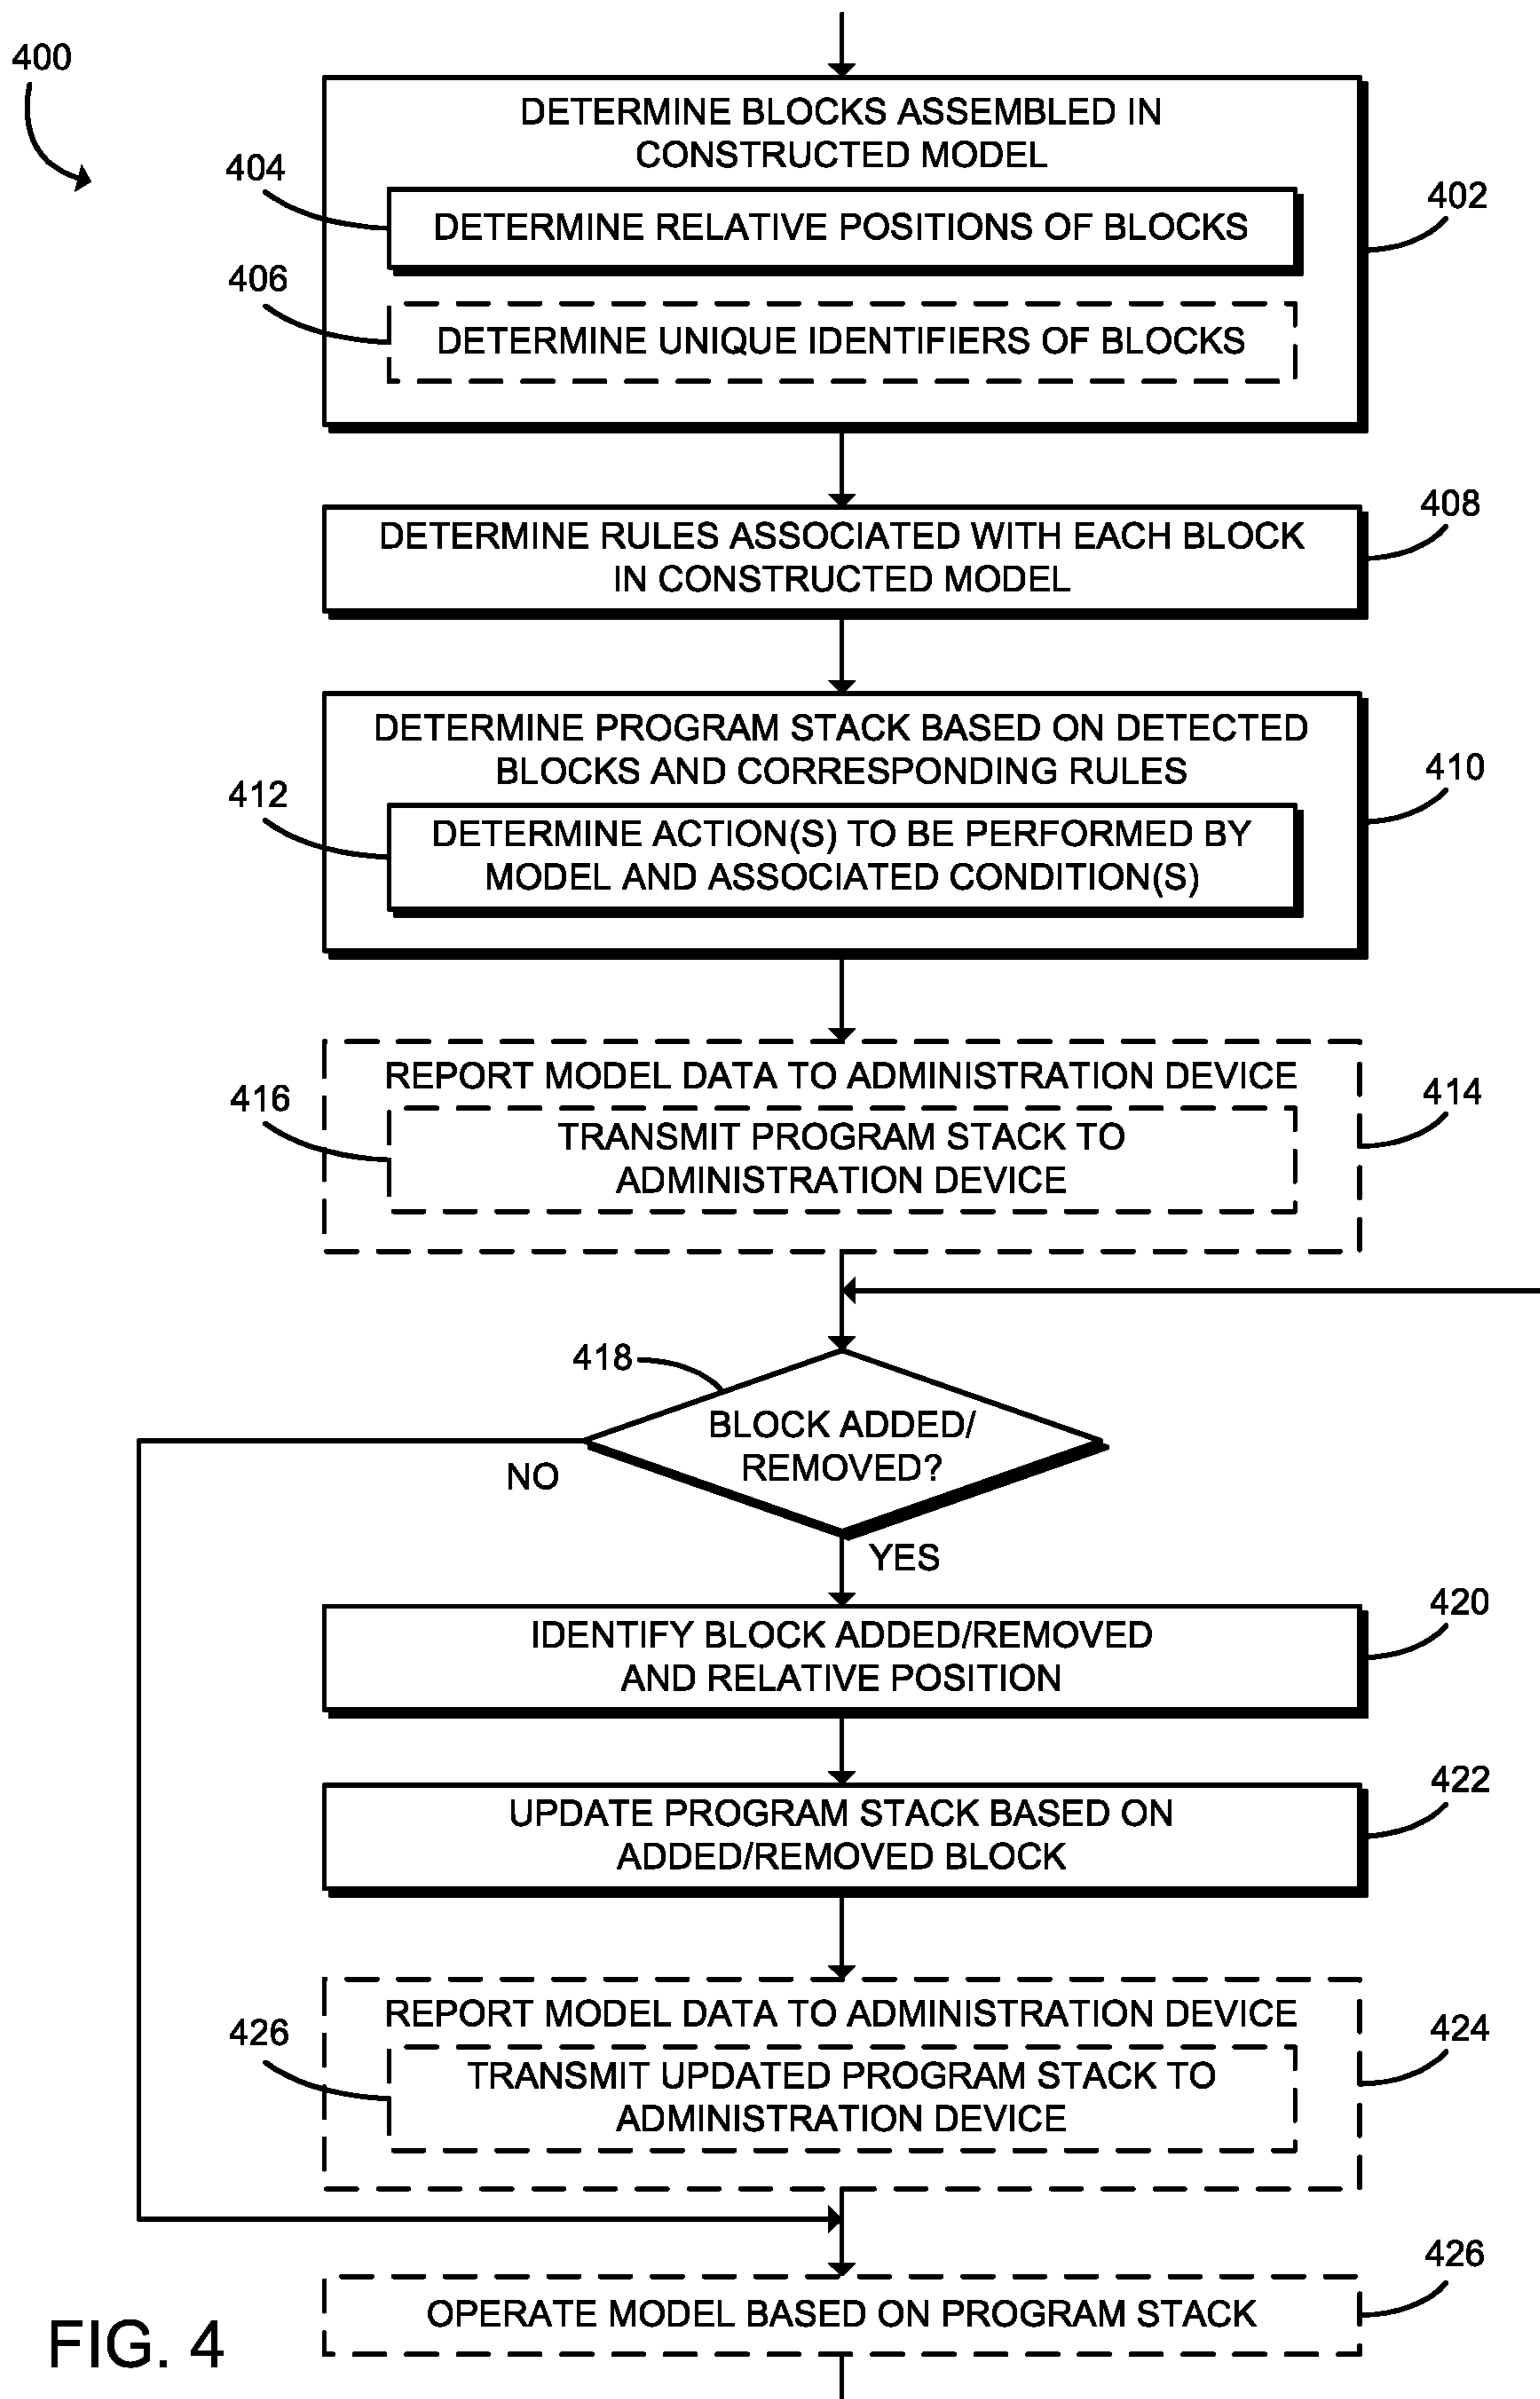 400
DETERMINE BLOCKS ASSEMBLED IN
CONSTRUCTED MODEL
404
402
DETERMINE RELATIVE POSITIONS OF BLOCKS
406
DETERMINE UNIQUE IDENTIFIERS OF BLOCKS
408
DETERMINE RULES ASSOCIATED WITH EACH BLOCK
IN CONSTRUCTED MODEL
DETERMINE PROGRAM STACK BASED ON DETECTED
BLOCKS AND CORRESPONDING RULES
410
412
DETERMINE ACTION(S) TO BE PERFORMED BY
MODEL AND ASSOCIATED CONDITION(S)
REPORT MODEL DATA TO ADMINISTRATION DEVICE
414
416
TRANSMIT PROGRAM STACK TO
ADMINISTRATION DEVICE
418
BLOCK ADDED/
REMOVED?
NO
YES
420
IDENTIFY BLOCK ADDED/REMOVED
AND RELATIVE POSITION
422
UPDATE PROGRAM STACK BASED ON
ADDED/REMOVED BLOCK
REPORT MODEL DATA TO ADMINISTRATION DEVICE
424
426
TRANSMIT UPDATED PROGRAM STACK TO
ADMINISTRATION DEVICE
426
OPERATE MODEL BASED ON PROGRAM STACK
FIG. 4